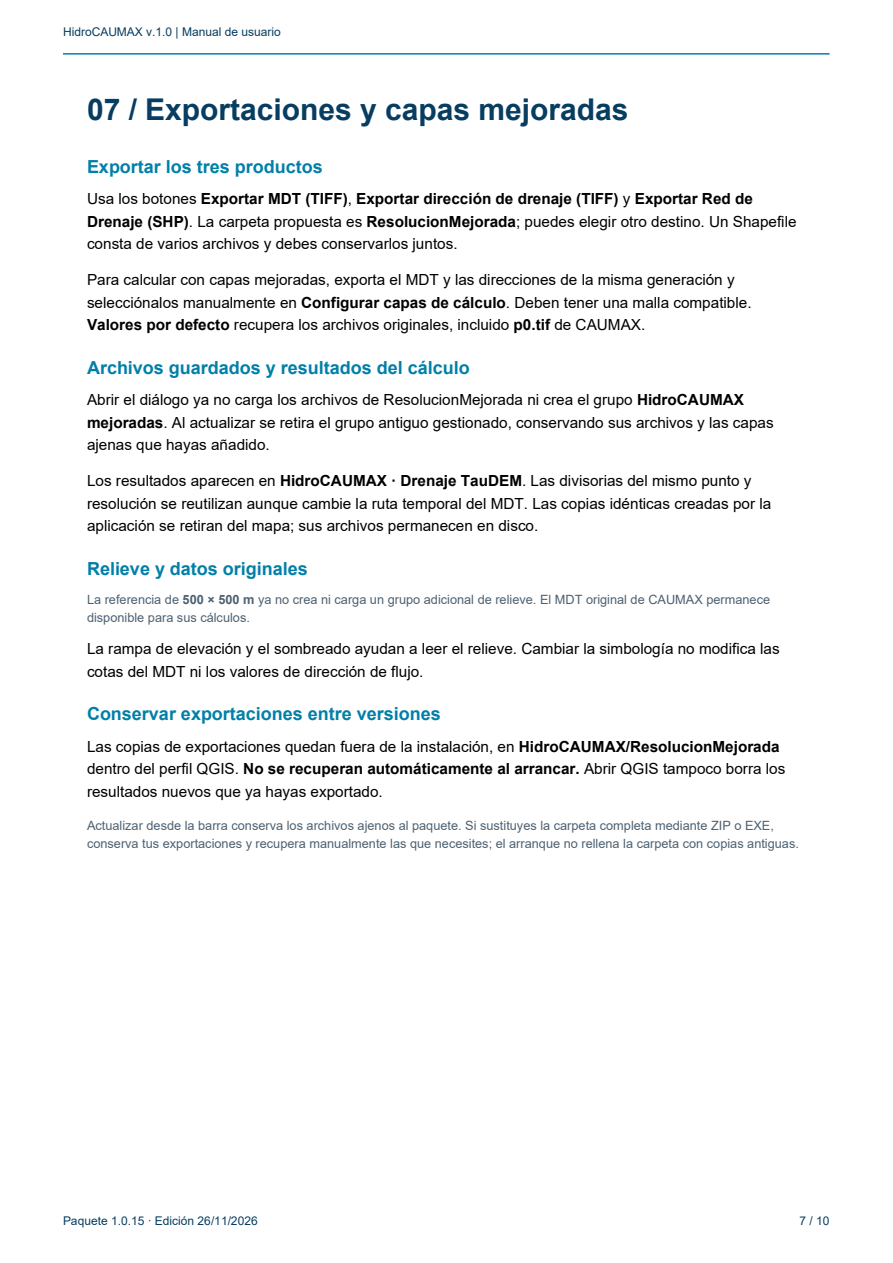 HidroCAUMAX v.1.0 | Manual de usuario
07 / Exportaciones y capas mejoradas
Exportar los tres productos
Usa los botones Exportar MDT (TIFF), Exportar dirección de drenaje (TIFF) y Exportar Red de
Drenaje (SHP). La carpeta propuesta es ResolucionMejorada; puedes elegir otro destino. Un Shapefile
consta de varios archivos y debes conservarlos juntos.
Para calcular con capas mejoradas, exporta el MDT y las direcciones de la misma generación y
selecciónalos manualmente en Configurar capas de cálculo. Deben tener una malla compatible.
Valores por defecto recupera los archivos originales, incluido p0.tif de CAUMAX.
Archivos guardados y resultados del cálculo
Abrir el diálogo ya no carga los archivos de ResolucionMejorada ni crea el grupo HidroCAUMAX
mejoradas. Al actualizar se retira el grupo antiguo gestionado, conservando sus archivos y las capas
ajenas que hayas añadido.
Los resultados aparecen en HidroCAUMAX · Drenaje TauDEM. Las divisorias del mismo punto y
resolución se reutilizan aunque cambie la ruta temporal del MDT. Las copias idénticas creadas por la
aplicación se retiran del mapa; sus archivos permanecen en disco.
Relieve y datos originales
La referencia de 500 × 500 m ya no crea ni carga un grupo adicional de relieve. El MDT original de CAUMAX permanece
disponible para sus cálculos.
La rampa de elevación y el sombreado ayudan a leer el relieve. Cambiar la simbología no modifica las
cotas del MDT ni los valores de dirección de flujo.
Conservar exportaciones entre versiones
Las copias de exportaciones quedan fuera de la instalación, en HidroCAUMAX/ResolucionMejorada
dentro del perfil QGIS. No se recuperan automáticamente al arrancar. Abrir QGIS tampoco borra los
resultados nuevos que ya hayas exportado.
Actualizar desde la barra conserva los archivos ajenos al paquete. Si sustituyes la carpeta completa mediante ZIP o EXE,
conserva tus exportaciones y recupera manualmente las que necesites; el arranque no rellena la carpeta con copias antiguas.
Paquete 1.0.15 · Edición 26/11/2026
7 / 10